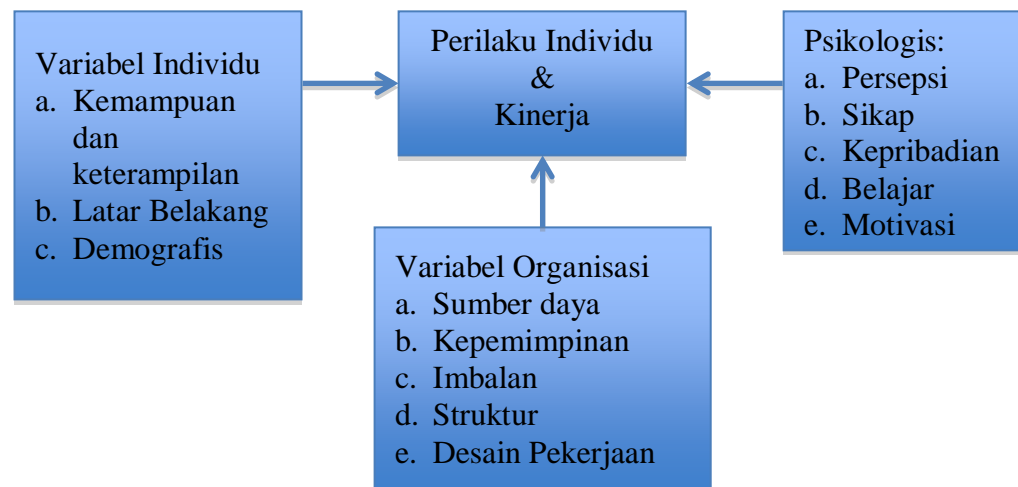 Variabel Individu
a. Kemampuan
dan
keterampilan
b. Latar Belakang
c. Demografis
Perilaku Individu
&
Kinerja
Psikologis:
a. Persepsi
b. Sikap
c. Kepribadian
d. Belajar
e. Motivasi
Variabel Organisasi
a. Sumber daya
b. Kepemimpinan
c. Imbalan
d. Struktur
e. Desain Pekerjaan